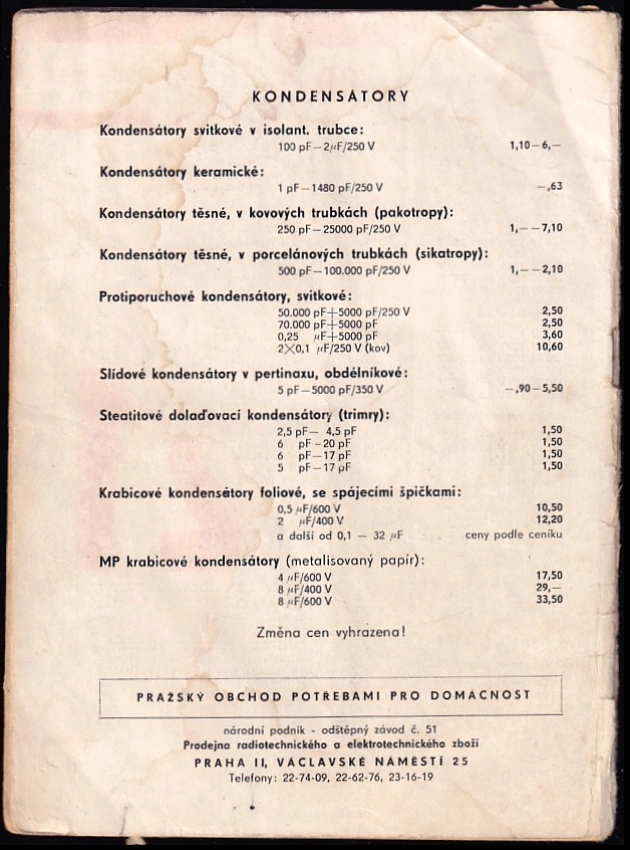 KONDENSÁTORY
Kondensátory svitkové v isolant. trubce:
100 pF—2µF/250 V 1,10—6,—
Kondensátory keramické:
1 pF—1480 pF/250 V —,63
Kondensátory těsné, v kovových trubkách (pakotropy):
250 pF—25000 pF/250 V 1,——7,10
Kondensátory těsné, v porcelánových trubkách (sikatropy):
500 pF—100.000 pF/250 V 1,——2,10
Protiporuchové kondensátory, svitkové:
50.000 pF+5000 pF/250 V 2,50
70.000 pF+5000 pF 2,50
0,25 µF+5000 pF 3,60
2×0,1 µF/250 V (kov) 10,60
Slídové kondensátory v pertinaxu, obdélníkové:
5 pF—5000 pF/350 V —,90—5,50
Steatitové dolaďovací kondensátory (trimry):
2,5 pF— 4,5 pF 1,50
6 pF—20 pF 1,50
6 pF—17 pF 1,50
5 pF—17 pF 1,50
Krabicové kondensátory foliové, se spájecími špičkami:
0,5 µF/600 V 10,50
2 µF/400 V 12,20
a další od 0,1 — 32 µF ceny podle ceníku
MP krabicové kondensátory (metalisovaný papír):
4 µF/600 V 17,50
8 µF/400 V 29,—
8 µF/600 V 33,50
Změna cen vyhrazena!
PRAŽSKÝ OBCHOD POTŘEBAMI PRO DOMÁCNOST
národní podnik - odštěpný závod č. 51
Prodejna radiotechnického a elektrotechnického zboží
PRAHA II, VÁCLAVSKÉ NÁMĚSTÍ 25
Telefony: 22-74-09, 22-62-76, 23-16-19